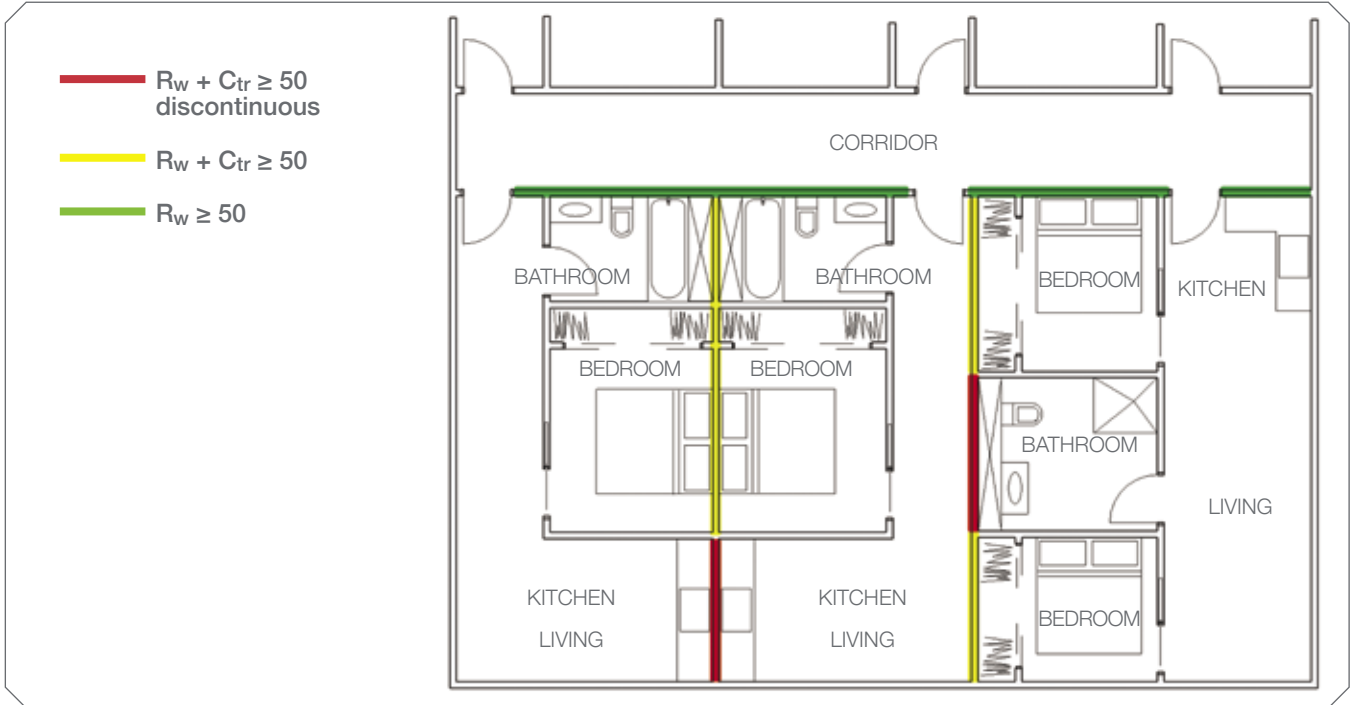 Rw + Ctr ≥ 50
discontinuous
Rw + Ctr ≥ 50
Rw ≥ 50
CORRIDOR
BATHROOM
BATHROOM
BEDROOM
KITCHEN
BEDROOM
BEDROOM
BATHROOM
LIVING
KITCHEN
KITCHEN
BEDROOM
LIVING
LIVING